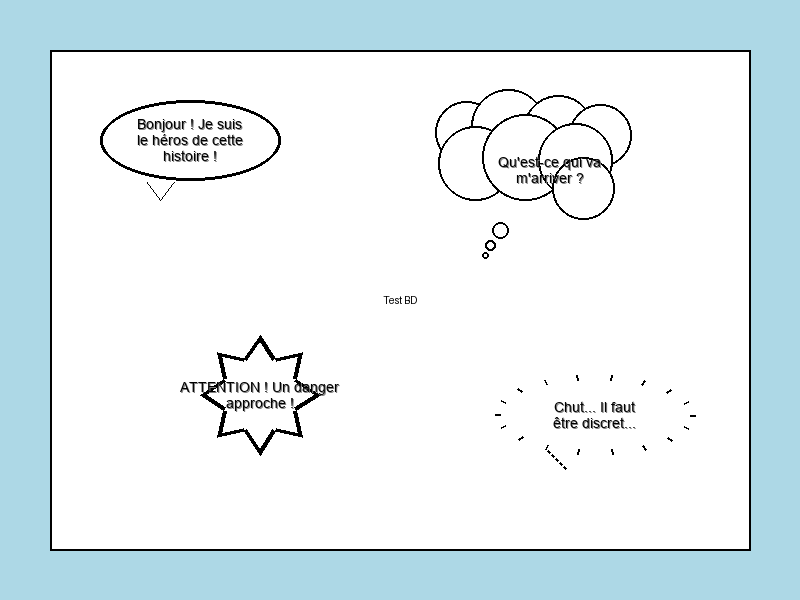 Bonjour ! Je suis
le héros de cette
histoire !
Qu'est-ce qui va
m'arriver ?
Test BD
ATTENTION ! Un danger
approche !
Chut... Il faut
être discret...